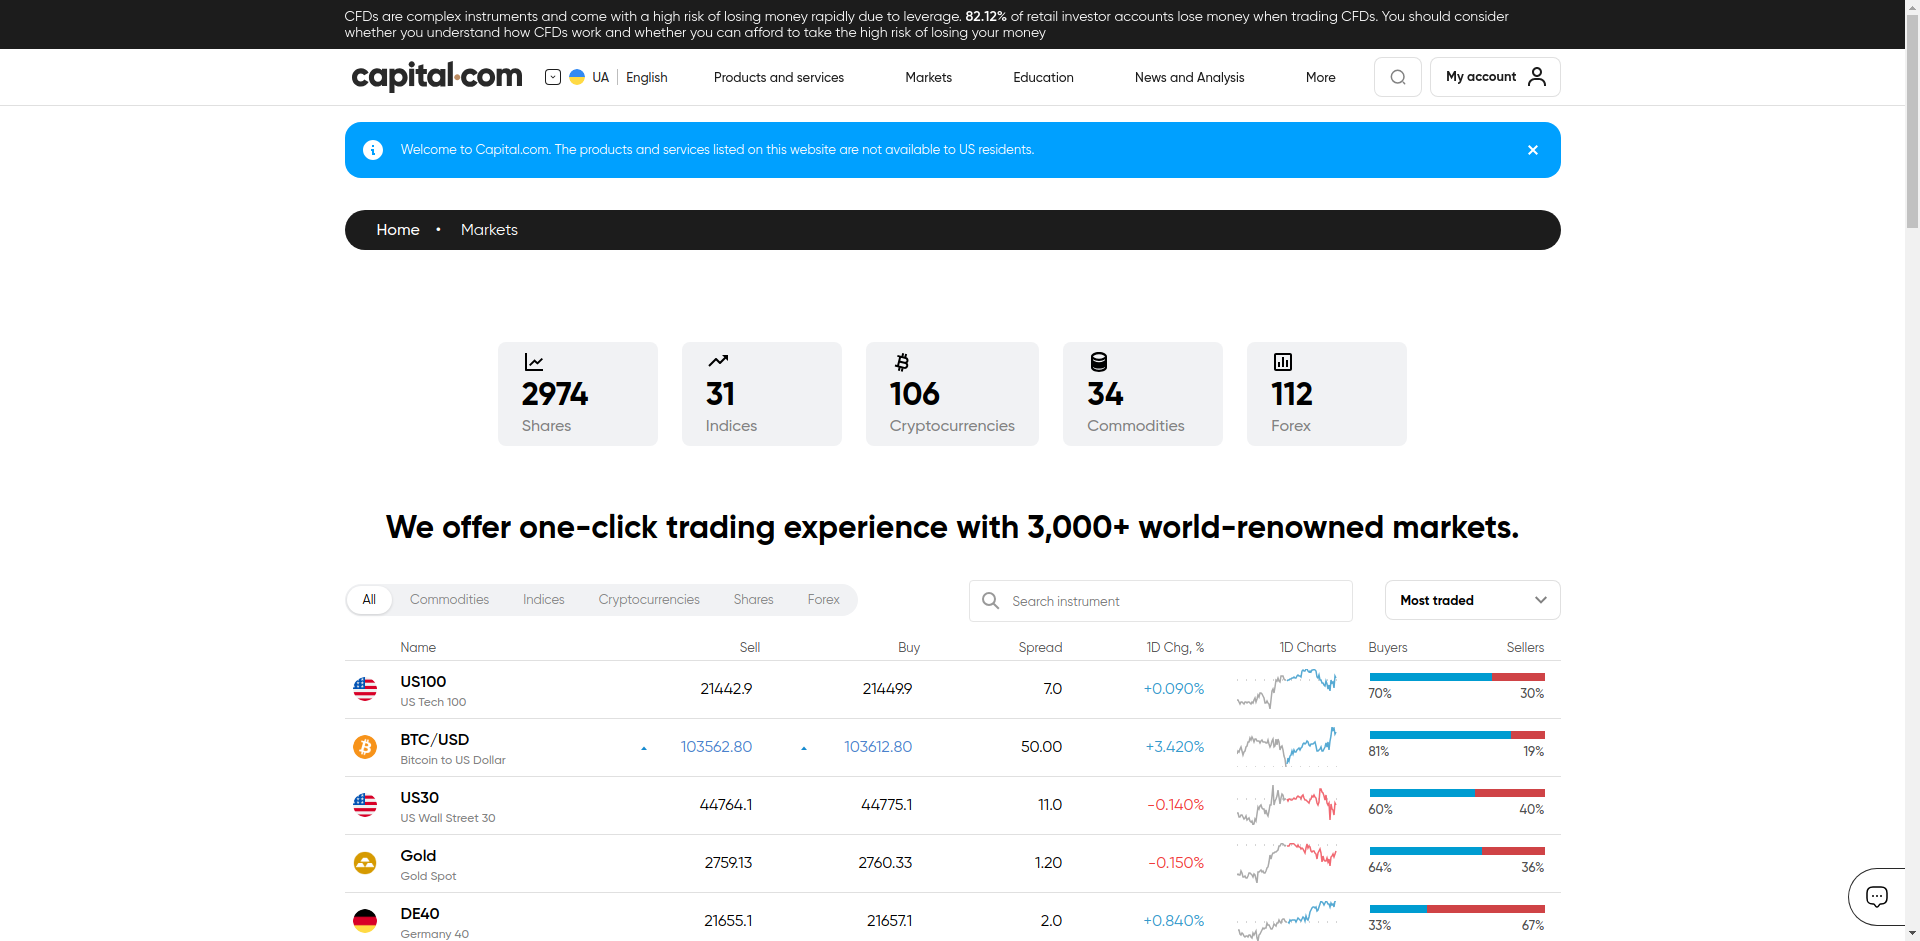 CFDs are complex instruments and come with a high risk of losing money rapidly due to leverage. 82.12% of retail investor accounts lose money when trading CFDs. You should consider
whether you understand how CFDs work and whether you can afford to take the high risk of losing your money
capital.com UA English Products and services Markets Education News and Analysis More My account
Welcome to Capital.com. The products and services listed on this website are not available to US residents.
Home • Markets
2974 31 106 34 112
Shares Indices Cryptocurrencies Commodities Forex
We offer one-click trading experience with 3,000+ world-renowned markets.
All Commodities Indices Cryptocurrencies Shares Forex Search instrument Most traded
Name Sell Buy Spread 1D Chg, % 1D Charts Buyers Sellers
US100 21442.9 21449.9 7.0 +0.090%
US Tech 100 70% 30%
BTC/USD 103562.80 103612.80 50.00 +3.420%
Bitcoin to US Dollar 81% 19%
US30 44764.1 44775.1 11.0 -0.140%
US Wall Street 30 60% 40%
Gold 2759.13 2760.33 1.20 -0.150%
Gold Spot 64% 36%
DE40 21655.1 21657.1 2.0 +0.840%
Germany 40 33% 67%